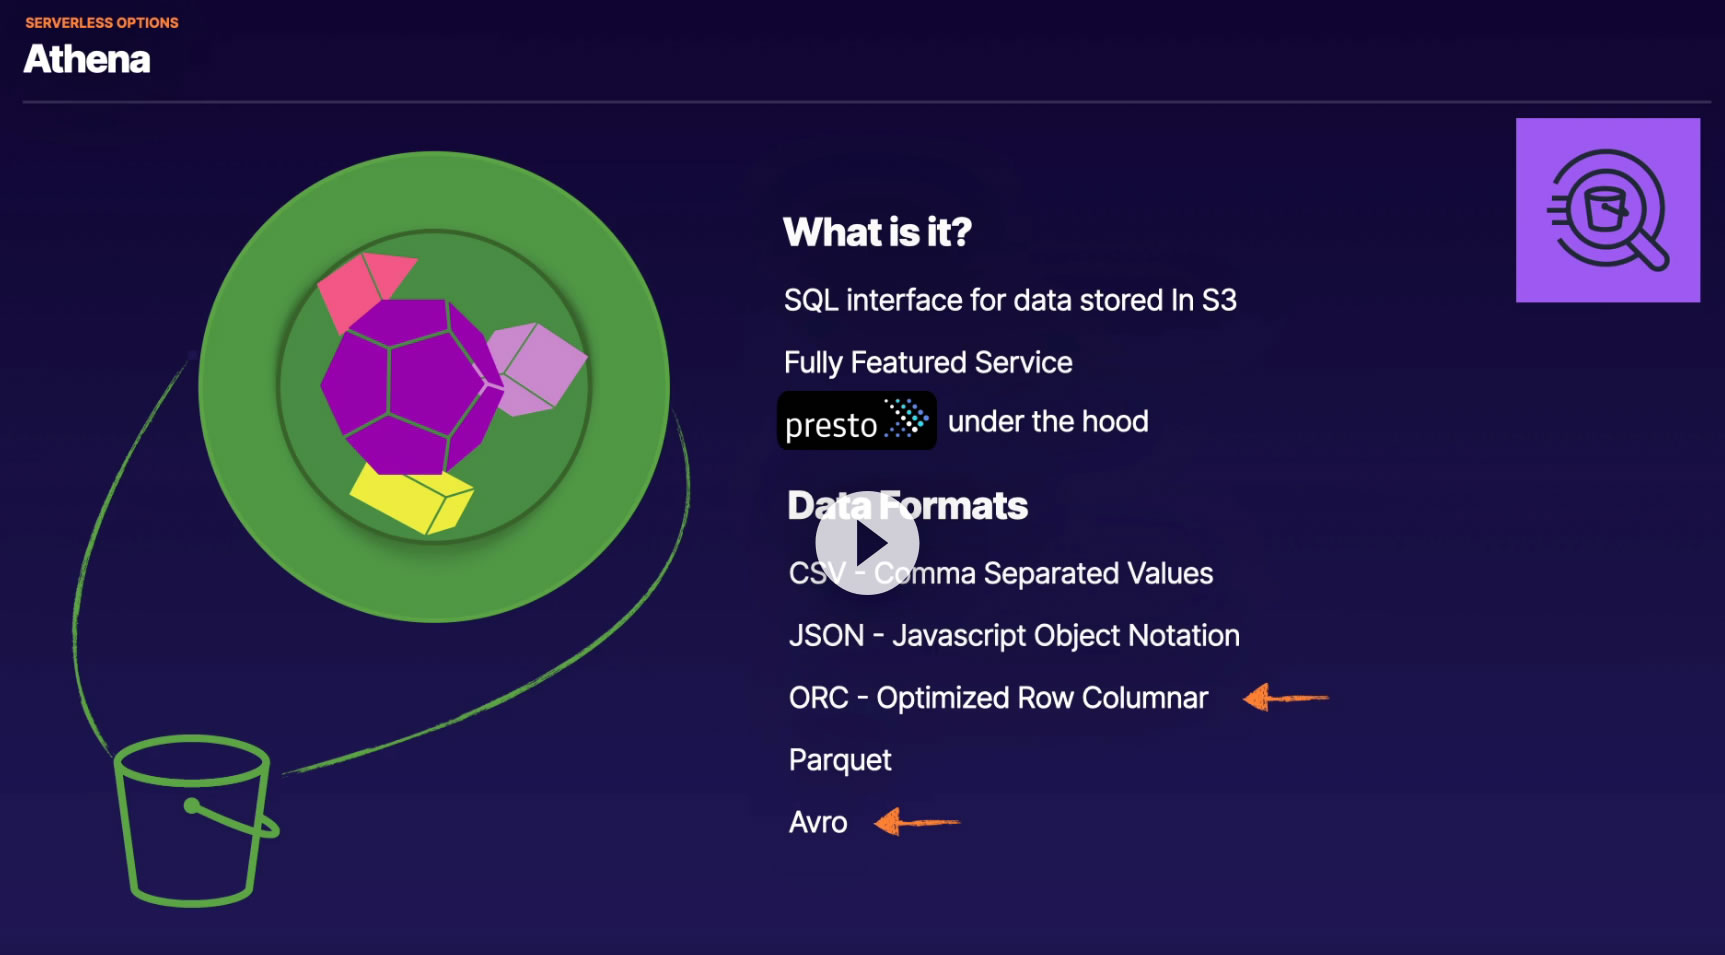 SERVERLESS OPTIONS
Athena
What is it?
SQL interface for data stored In S3
Fully Featured Service
presto under the hood
Data Formats
CSV - Comma Separated Values
JSON - Javascript Object Notation
ORC - Optimized Row Columnar
Parquet
Avro